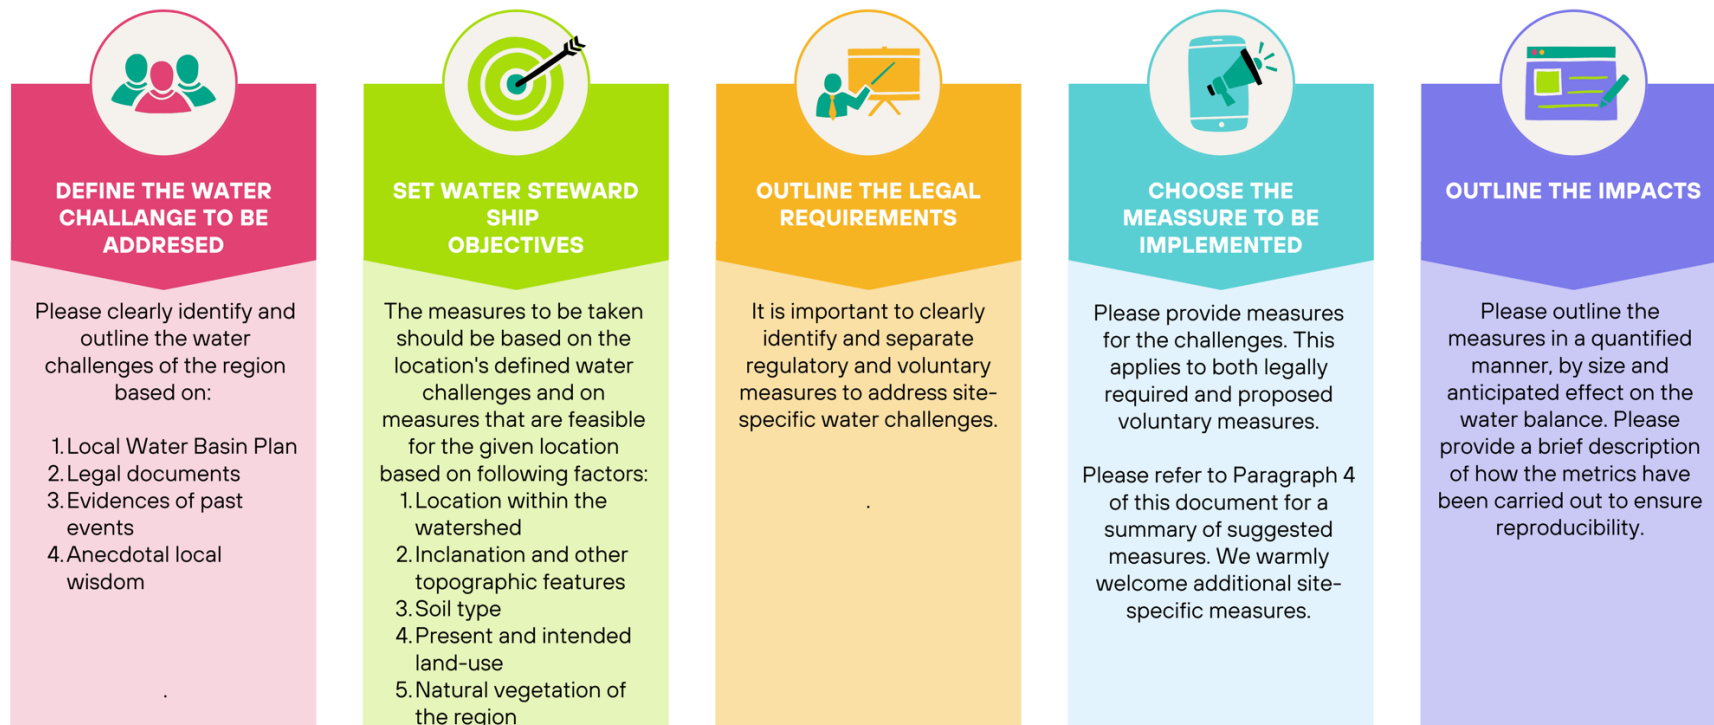 DEFINE THE WATER
CHALLANGE TO BE
ADDRESED
Please clearly identify and
outline the water
challenges of the region
based on:
1. Local Water Basin Plan
2. Legal documents
3. Evidences of past
events
4. Anecdotal local
wisdom
.
SET WATER STEWARD
SHIP
OBJECTIVES
The measures to be taken
should be based on the
location's defined water
challenges and on
measures that are feasible
for the given location
based on following factors:
1. Location within the
watershed
2. Inclanation and other
topographic features
3. Soil type
4. Present and intended
land-use
5. Natural vegetation of
the region
OUTLINE THE LEGAL
REQUIREMENTS
It is important to clearly
identify and separate
regulatory and voluntary
measures to address site-
specific water challenges.
.
CHOOSE THE
MEASSURE TO BE
IMPLEMENTED
Please provide measures
for the challenges. This
applies to both legally
required and proposed
voluntary measures.
Please refer to Paragraph 4
of this document for a
summary of suggested
measures. We warmly
welcome additional site-
specific measures.
OUTLINE THE IMPACTS
Please outline the
measures in a quantified
manner, by size and
anticipated effect on the
water balance. Please
provide a brief description
of how the metrics have
been carried out to ensure
reproducibility.